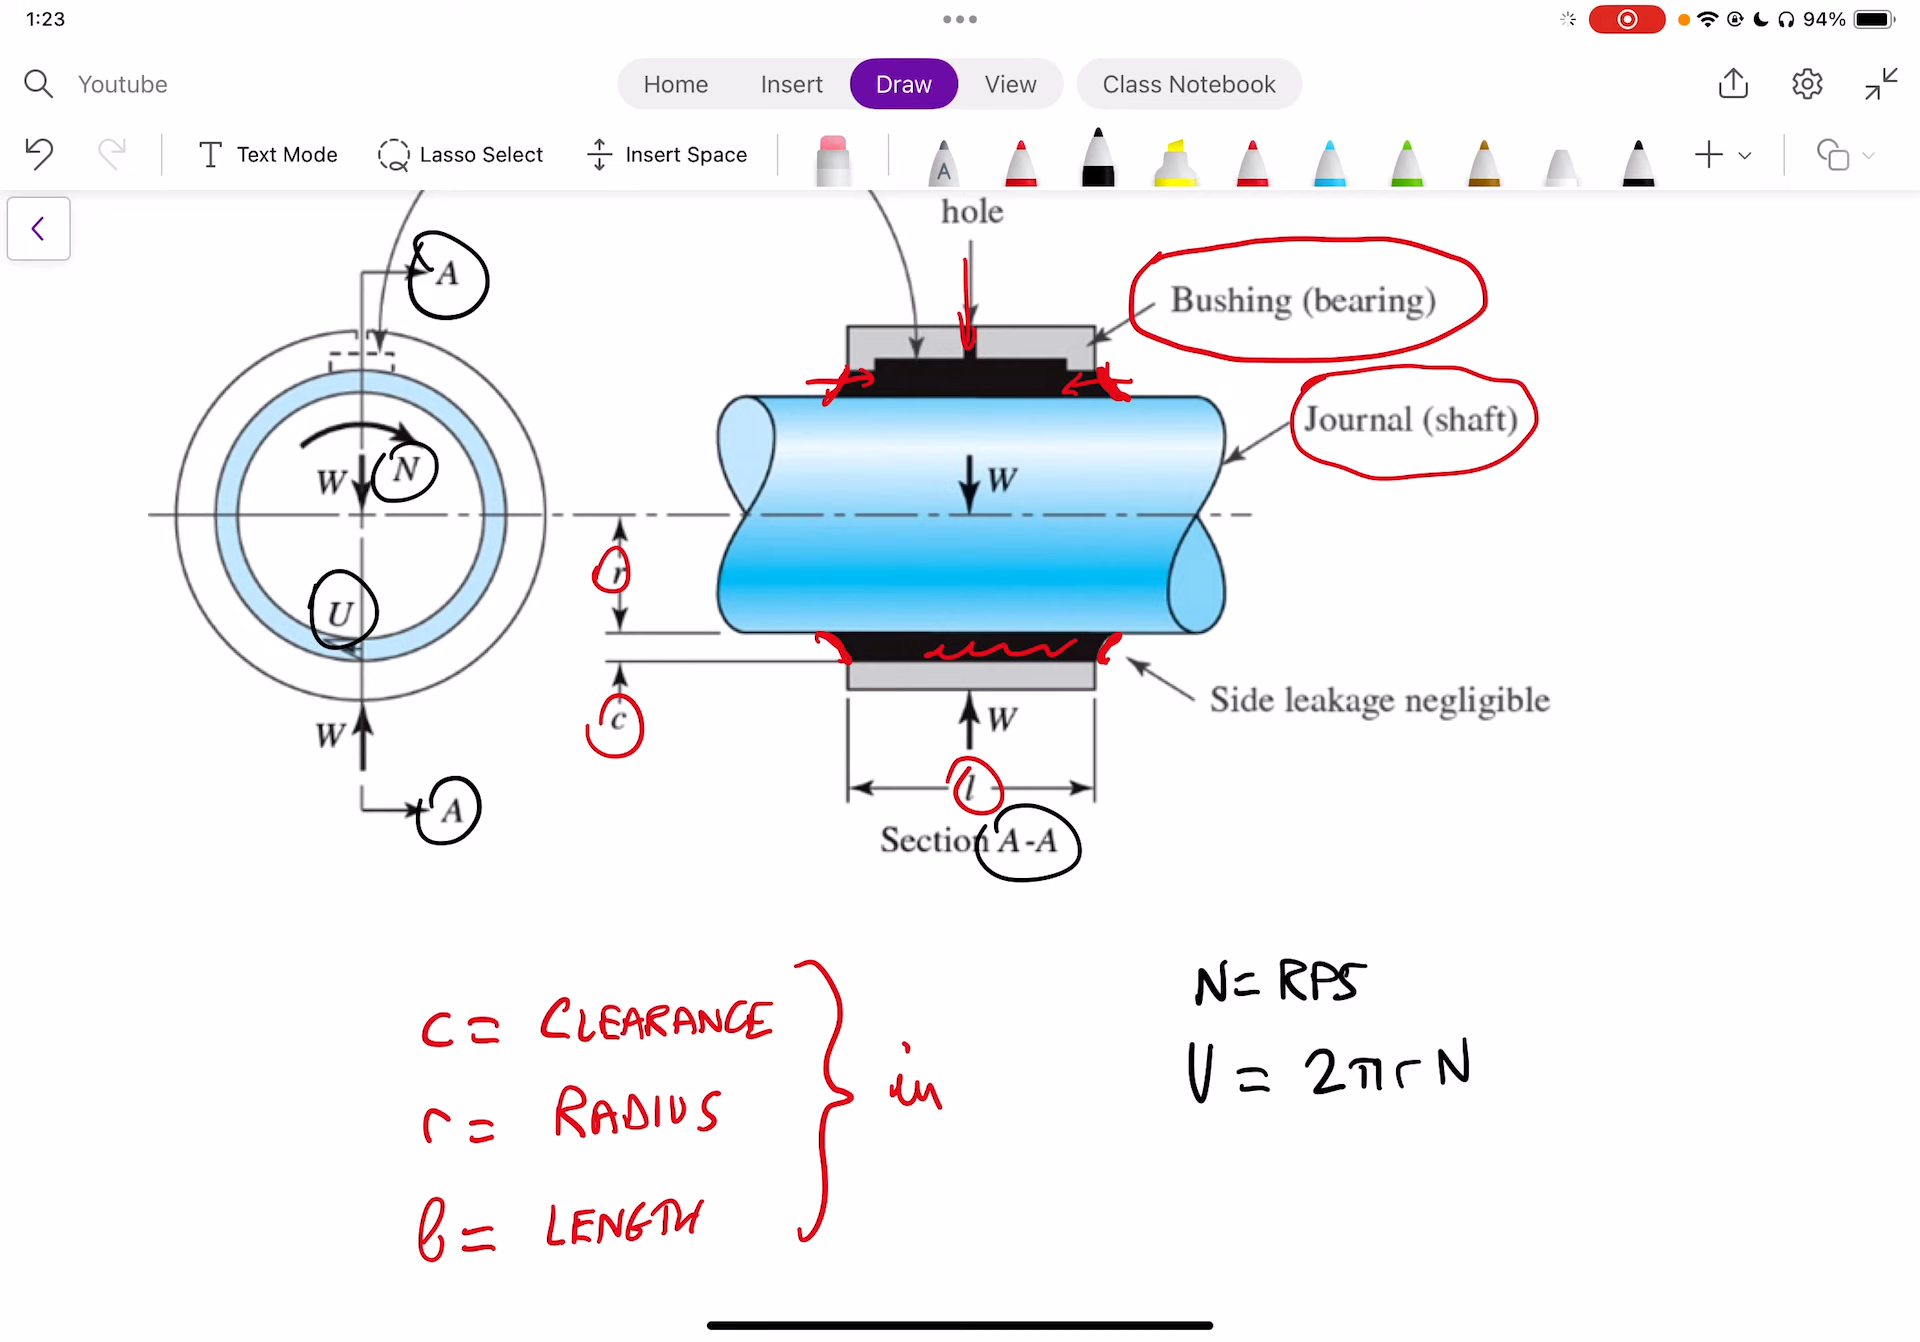 1:23
94%
Youtube
Home Insert Draw View Class Notebook
Text Mode Lasso Select Insert Space
A
hole
A
Bushing (bearing)
Journal (shaft)
W N
W
r
U
c
W
W
Side leakage negligible
l
A
Section A-A
N= RPS
C= CLEARANCE
U = 2πrN
r= RADIUS
in
l= LENGTH